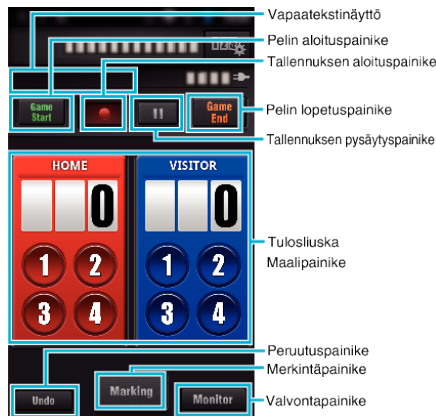 Vapaatekstinäyttö
Pelin aloituspainike
Tallennuksen aloituspainike
Game Start
Game End
Pelin lopetuspainike
Tallennuksen pysäytyspainike
HOME
VISITOR
0
0
Tulosliuska
Maalipainike
1 2
1 2
3 4
3 4
Peruutuspainike
Merkintäpainike
Undo
Marking
Monitor
Valvontapainike